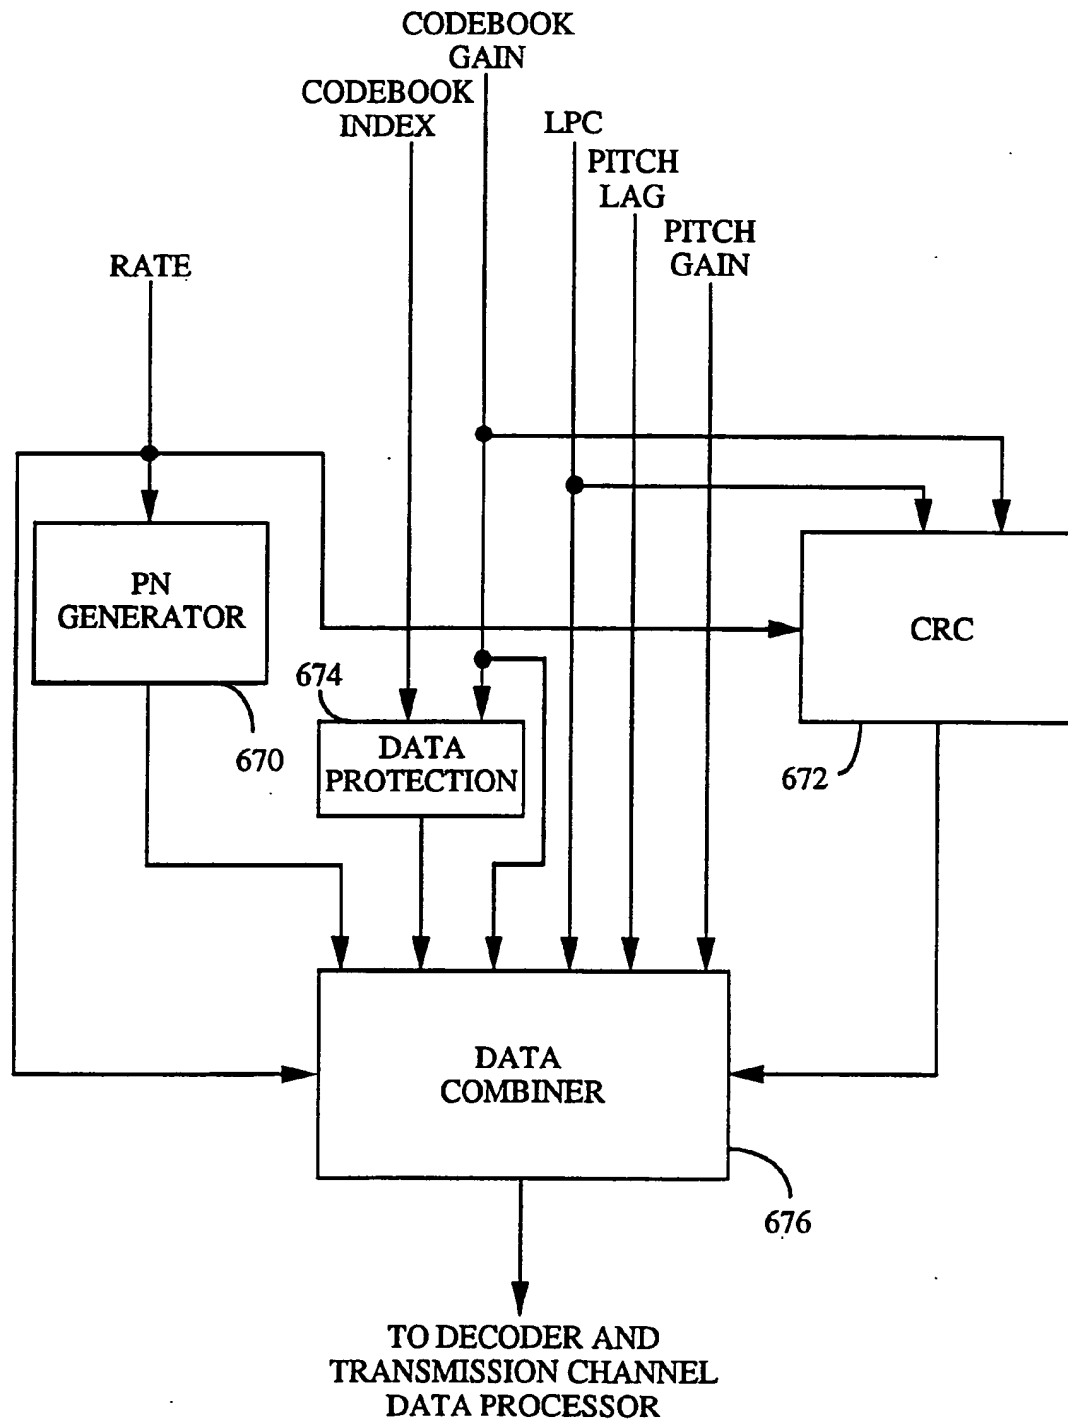 CODEBOOK
GAIN
CODEBOOK
INDEX
LPC
PITCH
LAG
PITCH
GAIN
RATE
PN
GENERATOR
CRC
674
670
DATA
PROTECTION
672
DATA
COMBINER
676
TO DECODER AND
TRANSMISSION CHANNEL
DATA PROCESSOR